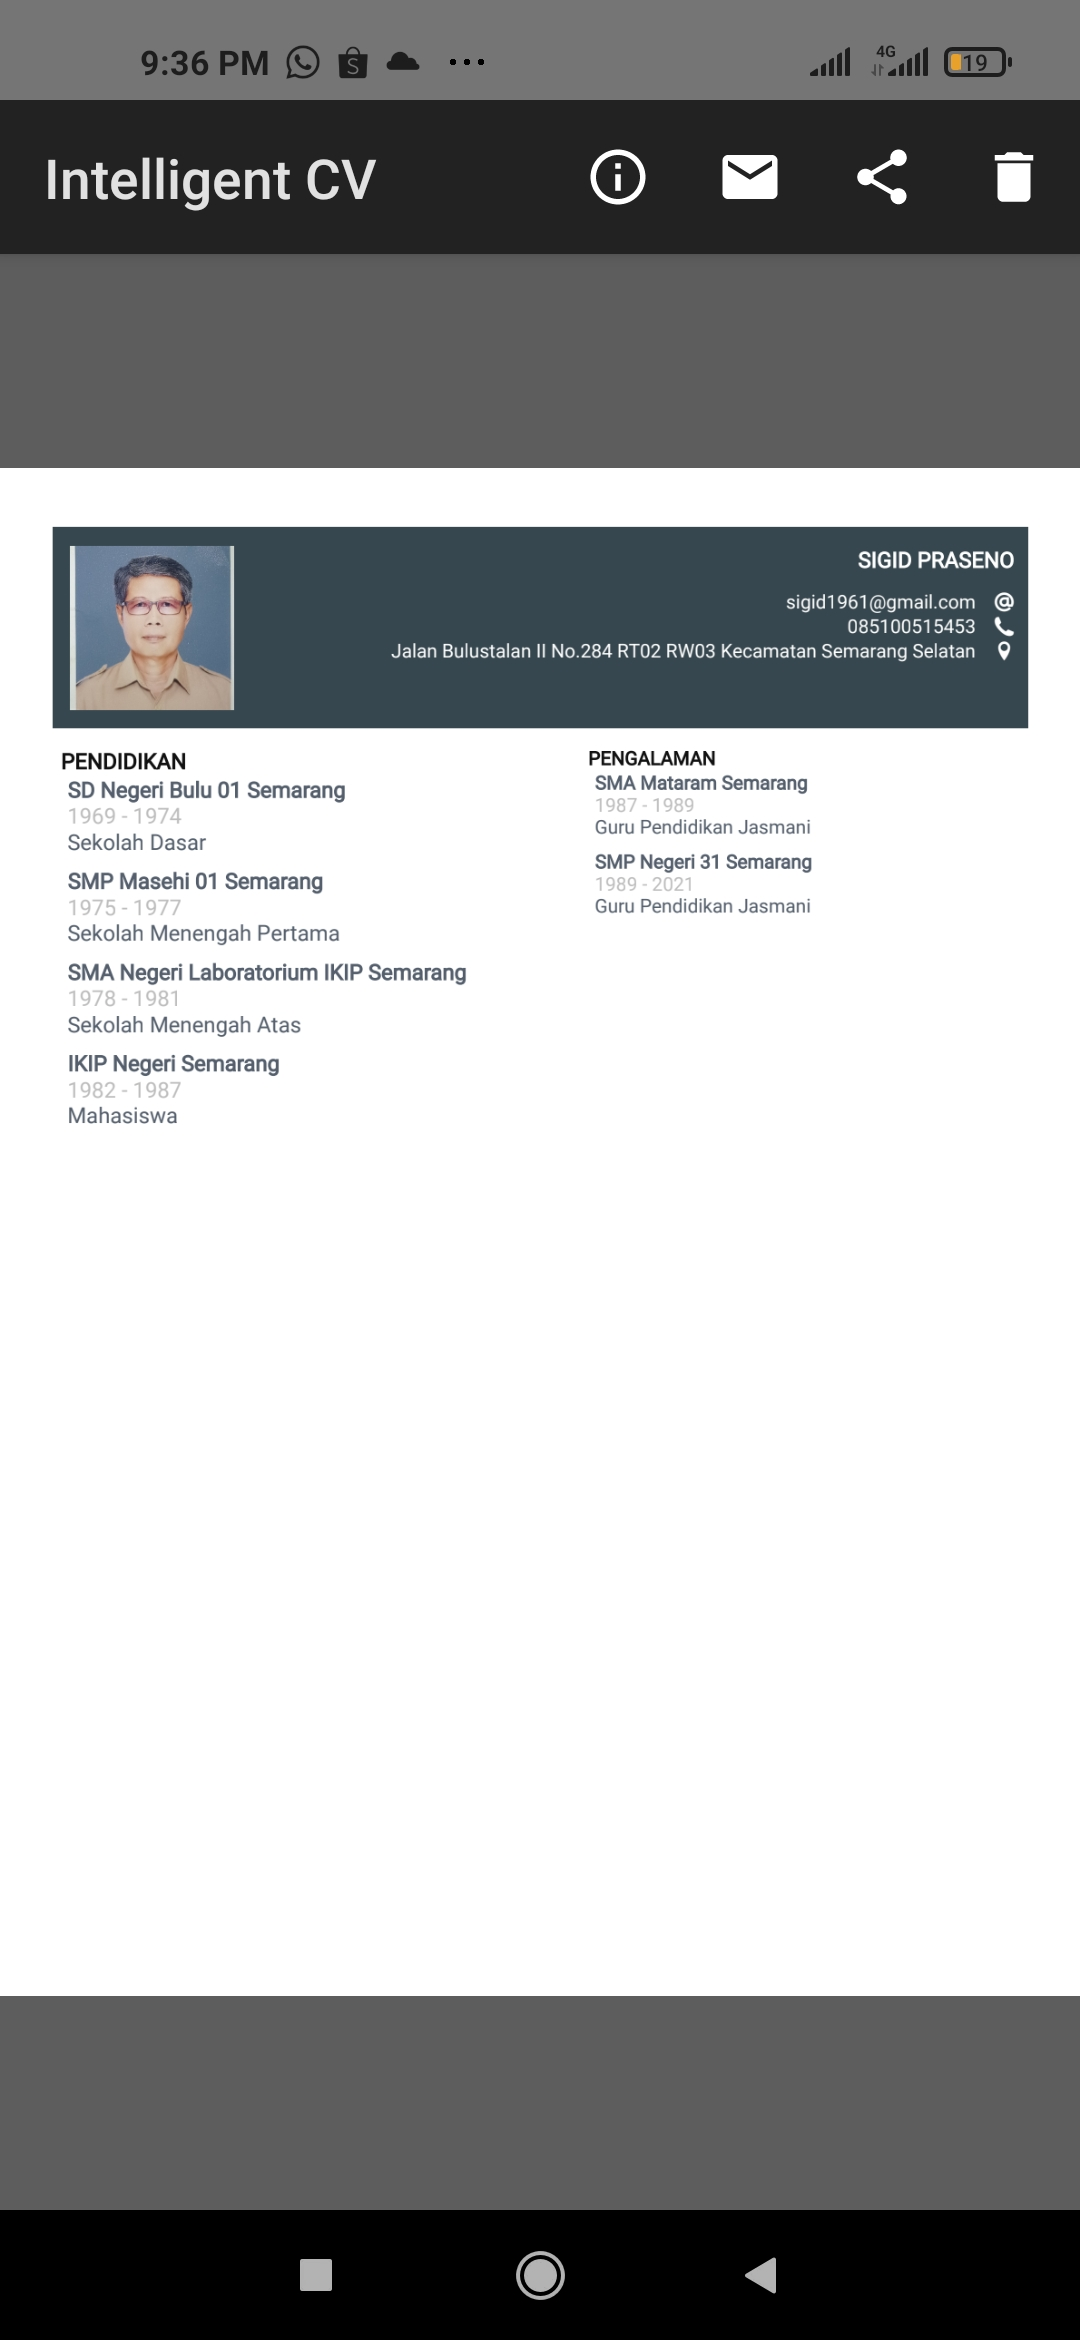 9:36 PM
4G
19
Intelligent CV
SIGID PRASENO
sigid1961@gmail.com
085100515453
Jalan Bulustalan II No.284 RT02 RW03 Kecamatan Semarang Selatan
PENDIDIKAN
SD Negeri Bulu 01 Semarang
1969 - 1974
Sekolah Dasar
SMP Masehi 01 Semarang
1975 - 1977
Sekolah Menengah Pertama
SMA Negeri Laboratorium IKIP Semarang
1978 - 1981
Sekolah Menengah Atas
IKIP Negeri Semarang
1982 - 1987
Mahasiswa
PENGALAMAN
SMA Mataram Semarang
1987 - 1989
Guru Pendidikan Jasmani
SMP Negeri 31 Semarang
1989 - 2021
Guru Pendidikan Jasmani